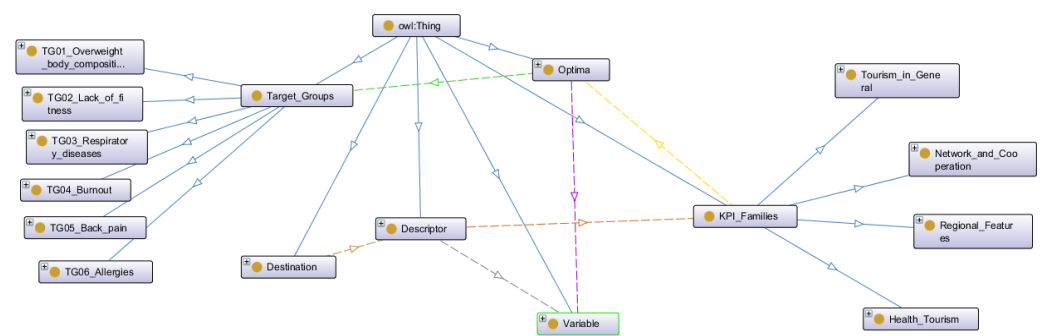 owl:Thing
TG01_Overweight
_body_compositi...
Optima
Tourism_in_Gene
ral
TG02_Lack_of_fi
tness
Target_Groups
TG03_Respirator
y_diseases
Network_and_Coo
peration
TG04_Burnout
KPI_Families
TG05_Back_pain
Descriptor
Regional_Featur
es
TG06_Allergies
Destination
Variable
Health_Tourism